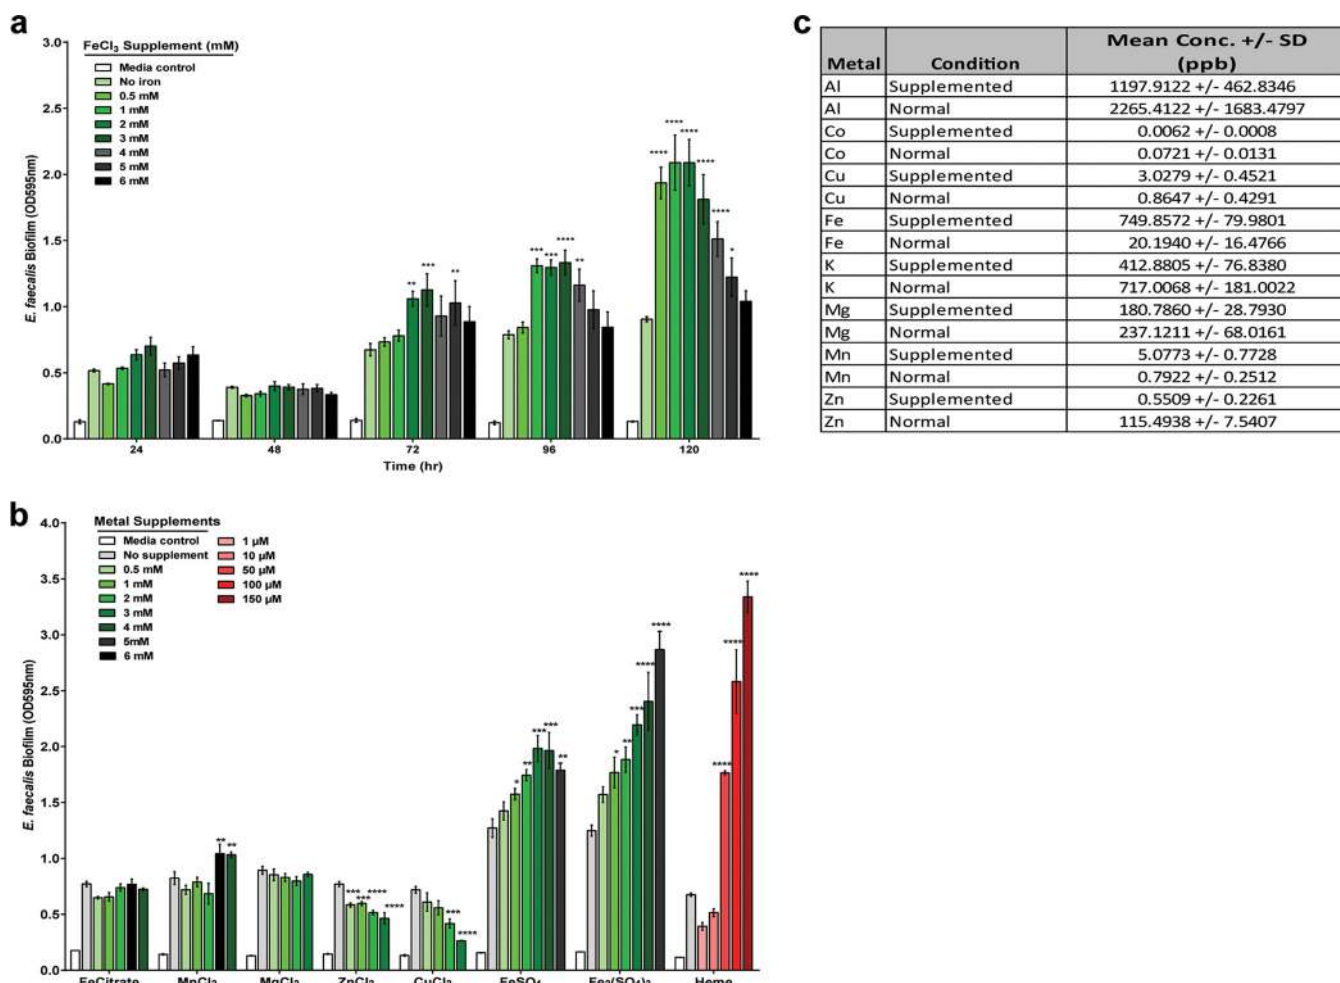 a
FeCl3 Supplement (mM)
Media control
No iron
0.5 mM
1 mM
2 mM
3 mM
4 mM
5 mM
6 mM
E. faecalis Biofilm (OD595nm)
3.0
2.5
2.0
1.5
1.0
0.5
0.0
** *** ** *** *** **** ** **** **** **** **** **** *
24 48 72 96 120
Time (hr)
c
Metal Condition Mean Conc. +/- SD (ppb)
Al Supplemented 1197.9122 +/- 462.8346
Al Normal 2265.4122 +/- 1683.4797
Co Supplemented 0.0062 +/- 0.0008
Co Normal 0.0721 +/- 0.0131
Cu Supplemented 3.0279 +/- 0.4521
Cu Normal 0.8647 +/- 0.4291
Fe Supplemented 749.8572 +/- 79.9801
Fe Normal 20.1940 +/- 16.4766
K Supplemented 412.8805 +/- 76.8380
K Normal 717.0068 +/- 181.0022
Mg Supplemented 180.7860 +/- 28.7930
Mg Normal 237.1211 +/- 68.0161
Mn Supplemented 5.0773 +/- 0.7728
Mn Normal 0.7922 +/- 0.2512
Zn Supplemented 0.5509 +/- 0.2261
Zn Normal 115.4938 +/- 7.5407
b
Metal Supplements
Media control
No supplement
0.5 mM
1 mM
2 mM
3 mM
4 mM
5mM
6 mM
1 µM
10 µM
50 µM
100 µM
150 µM
E. faecalis Biofilm (OD595nm)
4.0
3.5
3.0
2.5
2.0
1.5
1.0
0.5
0.0
** ** *** *** **** **** *** **** * ** *** *** ** * ** *** **** **** **** **** ****
FeCitrate MnCl2 MgCl2 ZnCl2 CuCl2 FeSO4 Fe2(SO4)3 Heme